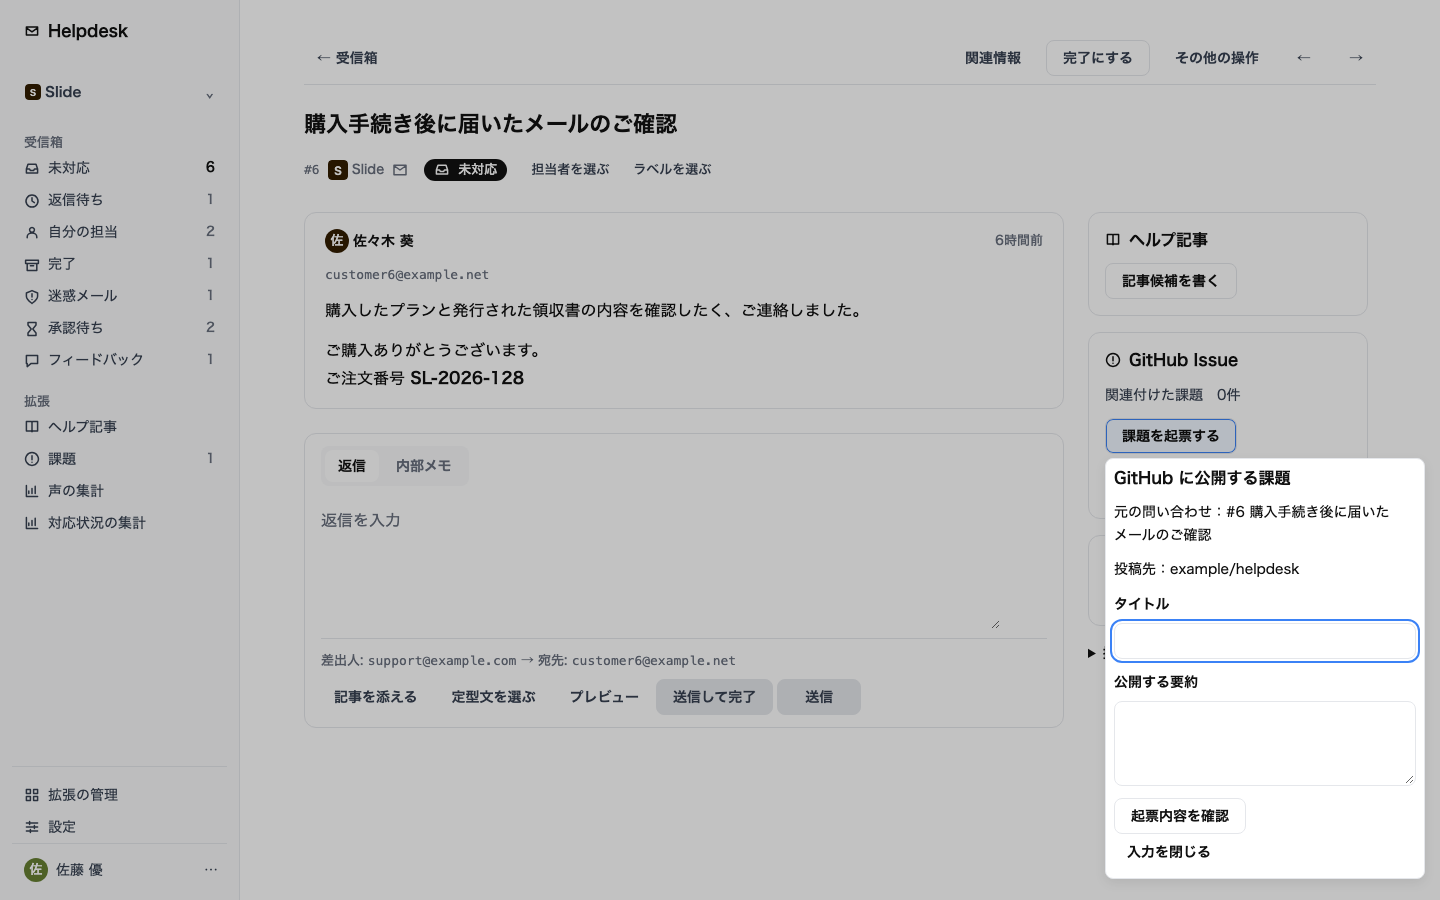 Helpdesk
S Slide
受信箱
未対応 6
返信待ち 1
自分の担当 2
完了 1
迷惑メール 1
承認待ち 2
フィードバック 1
拡張
ヘルプ記事
課題 1
声の集計
対応状況の集計
拡張の管理
設定
佐 佐藤 優 …
← 受信箱
関連情報 完了にする その他の操作 ← →
購入手続き後に届いたメールのご確認
#6 S Slide 未対応 担当者を選ぶ ラベルを選ぶ
佐 佐々木 葵 6時間前
customer6@example.net
購入したプランと発行された領収書の内容を確認したく、ご連絡しました。
ご購入ありがとうございます。
ご注文番号 SL-2026-128
返信 内部メモ
返信を入力
差出人: support@example.com → 宛先: customer6@example.net
記事を添える 定型文を選ぶ プレビュー 送信して完了 送信
ヘルプ記事
記事候補を書く
GitHub Issue
関連付けた課題 0件
課題を起票する
GitHub に公開する課題
元の問い合わせ：#6 購入手続き後に届いた
メールのご確認
投稿先：example/helpdesk
タイトル
公開する要約
起票内容を確認
入力を閉じる